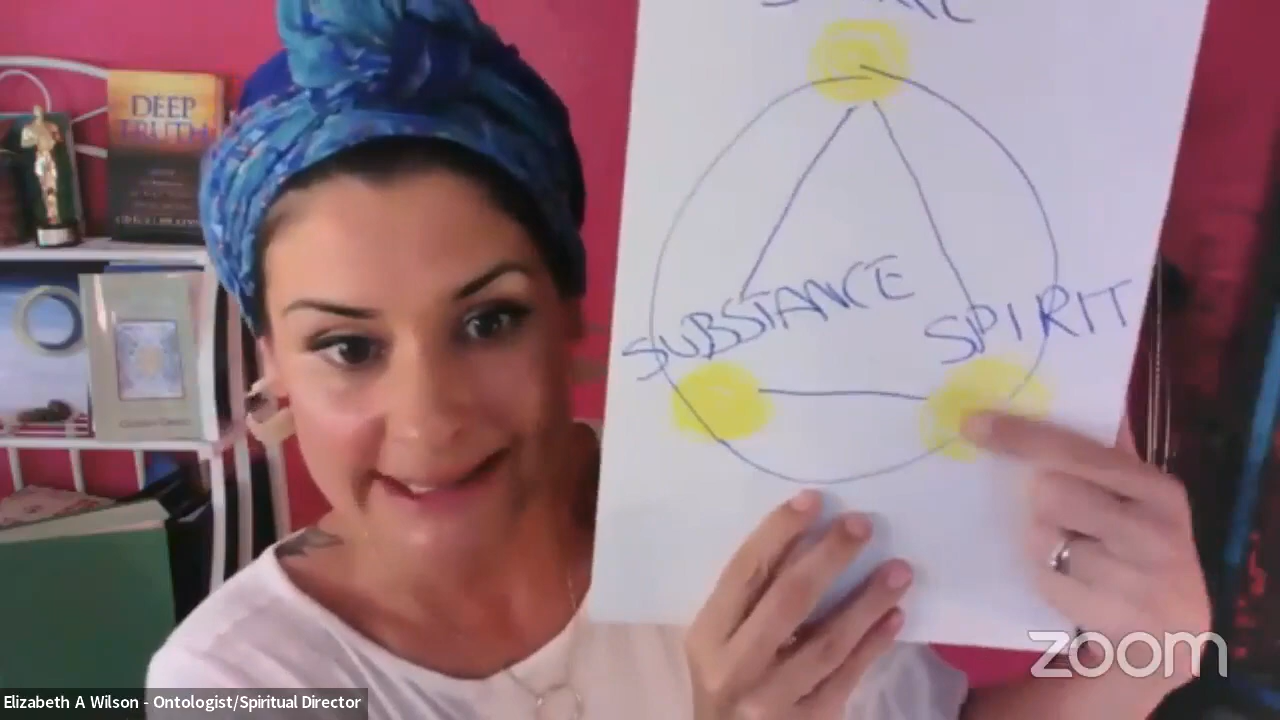 DEEP
TRUTH
SUBSTANCE
SPIRIT
zoom
Elizabeth A Wilson - Ontologist/Spiritual Director